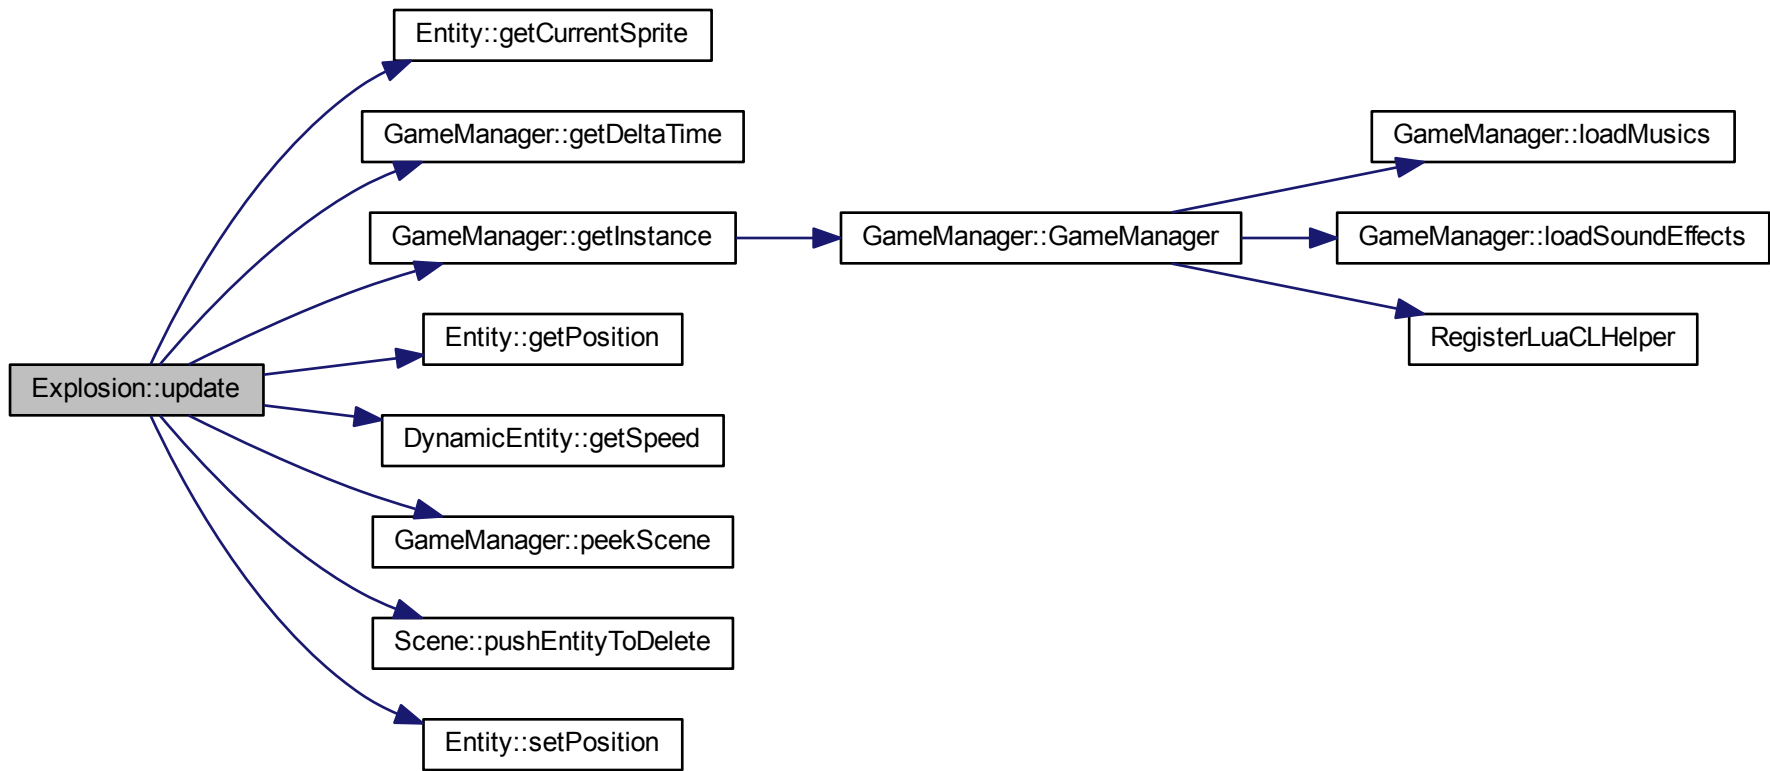 Entity::getCurrentSprite
GameManager::getDeltaTime
GameManager::loadMusics
GameManager::getInstance
GameManager::GameManager
GameManager::loadSoundEffects
Entity::getPosition
RegisterLuaCLHelper
Explosion::update
DynamicEntity::getSpeed
GameManager::peekScene
Scene::pushEntityToDelete
Entity::setPosition